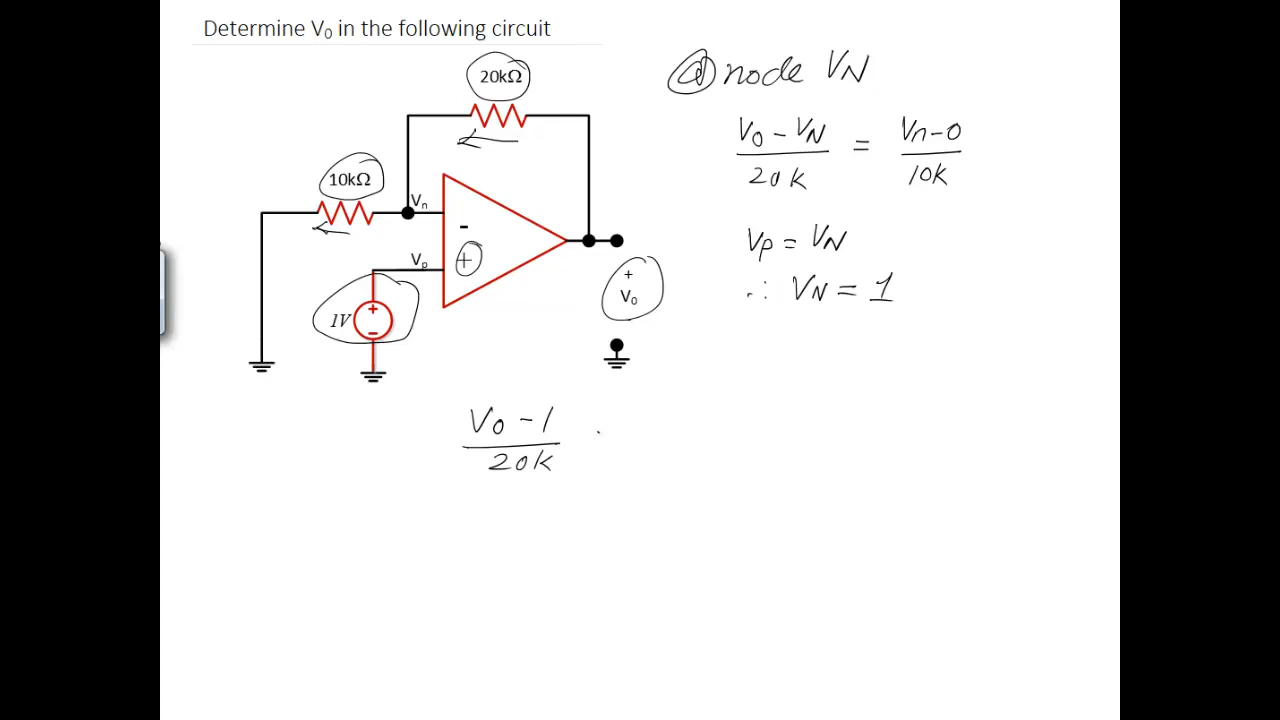 Determine V₀ in the following circuit
20kΩ
10kΩ
Vₙ
-
Vₚ
+
1V
+
-
+
V₀
@ node VN
V₀ - VN / 20k = Vn - 0 / 10k
Vp = VN
∴ VN = 1
V₀ - 1 / 20k